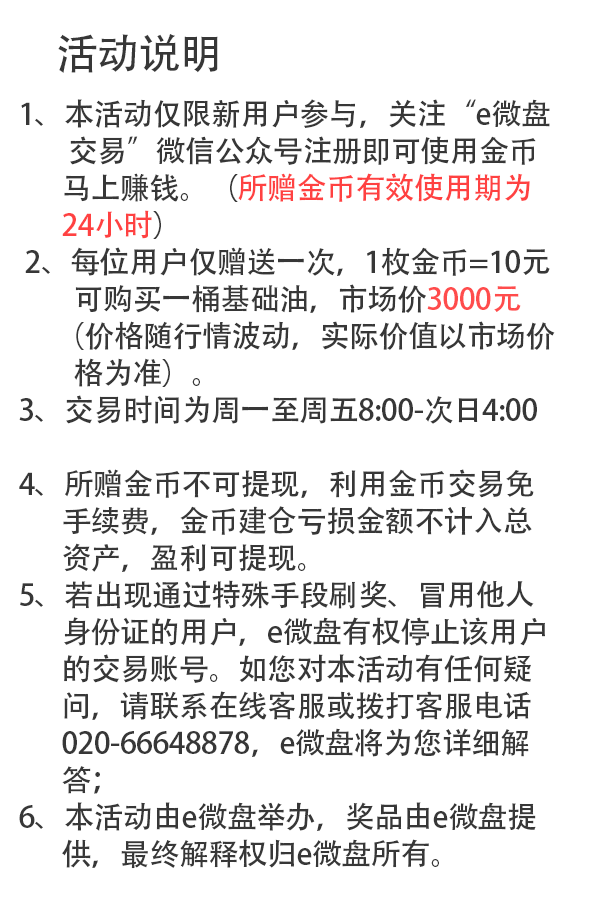 活动说明
1、本活动仅限新用户参与，关注“e微盘
交易”微信公众号注册即可使用金币
马上赚钱。（所赠金币有效使用期为
24小时）
2、每位用户仅赠送一次，1枚金币=10元
可购买一桶基础油，市场价3000元
（价格随行情波动，实际价值以市场价
格为准）。
3、交易时间为周一至周五8:00-次日4:00
4、所赠金币不可提现，利用金币交易免
手续费，金币建仓亏损金额不计入总
资产，盈利可提现。
5、若出现通过特殊手段刷奖、冒用他人
身份证的用户，e微盘有权停止该用户
的交易账号。如您对本活动有任何疑
问，请联系在线客服或拨打客服电话
020-66648878，e微盘将为您详细解
答；
6、本活动由e微盘举办，奖品由e微盘提
供，最终解释权归e微盘所有。